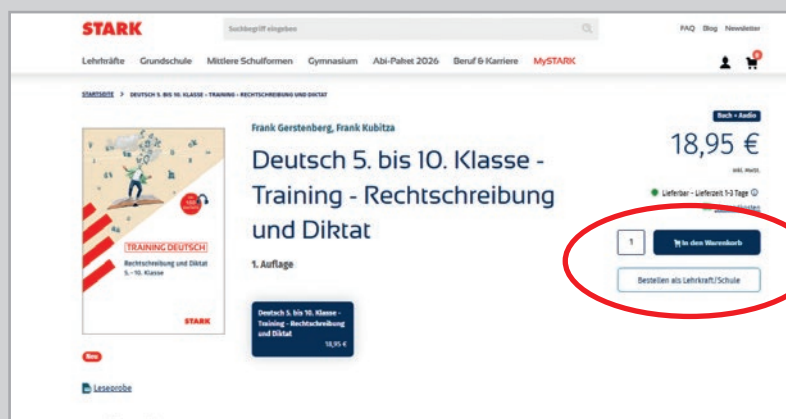 STARK
Suchbegriff eingeben
FAQ Blog Newsletter
Lehrkräfte Grundschule Mittlere Schulformen Gymnasium Abi-Paket 2026 Beruf & Karriere MySTARK
STARTSEITE > DEUTSCH 5. BIS 10. KLASSE - TRAINING - RECHTSCHREIBUNG UND DIKTAT
Buch + Audio
Frank Gerstenberg, Frank Kubitza
18,95 €
inkl. MwSt.
Deutsch 5. bis 10. Klasse -
Training - Rechtschreibung
und Diktat
Lieferbar - Lieferzeit 1-3 Tage
1
In den Warenkorb
Bestellen als Lehrkraft/Schule
1. Auflage
TRAINING DEUTSCH
Rechtschreibung und Diktat
5.-10. Klasse
STARK
Deutsch 5. bis 10. Klasse -
Training - Rechtschreibung
und Diktat
18,95 €
Neu
Leseprobe